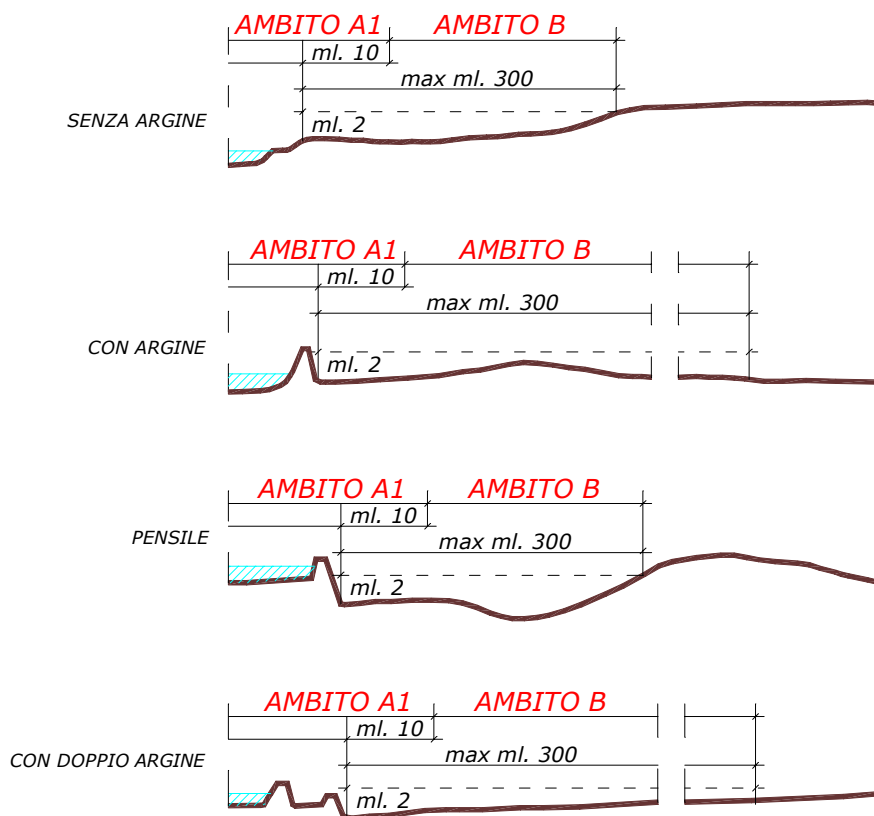 AMBITO A1 AMBITO B
ml. 10
max ml. 300
SENZA ARGINE
ml. 2
AMBITO A1 AMBITO B
ml. 10
max ml. 300
CON ARGINE
ml. 2
AMBITO A1 AMBITO B
ml. 10
PENSILE
max ml. 300
ml. 2
AMBITO A1 AMBITO B
ml. 10
max ml. 300
CON DOPPIO ARGINE
ml. 2